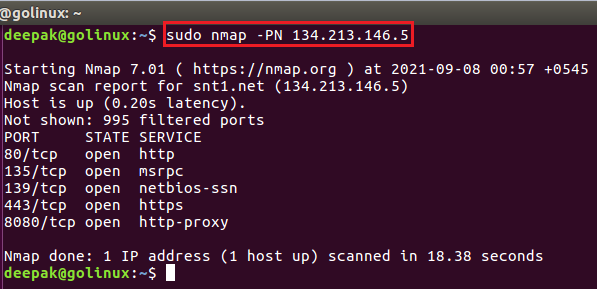 @golinux: ~
deepak@golinux:~$ sudo nmap -PN 134.213.146.5
Starting Nmap 7.01 ( https://nmap.org ) at 2021-09-08 00:57 +0545
Nmap scan report for snt1.net (134.213.146.5)
Host is up (0.20s latency).
Not shown: 995 filtered ports
PORT     STATE SERVICE
80/tcp   open  http
135/tcp  open  msrpc
139/tcp  open  netbios-ssn
443/tcp  open  https
8080/tcp open  http-proxy
Nmap done: 1 IP address (1 host up) scanned in 18.38 seconds
deepak@golinux:~$